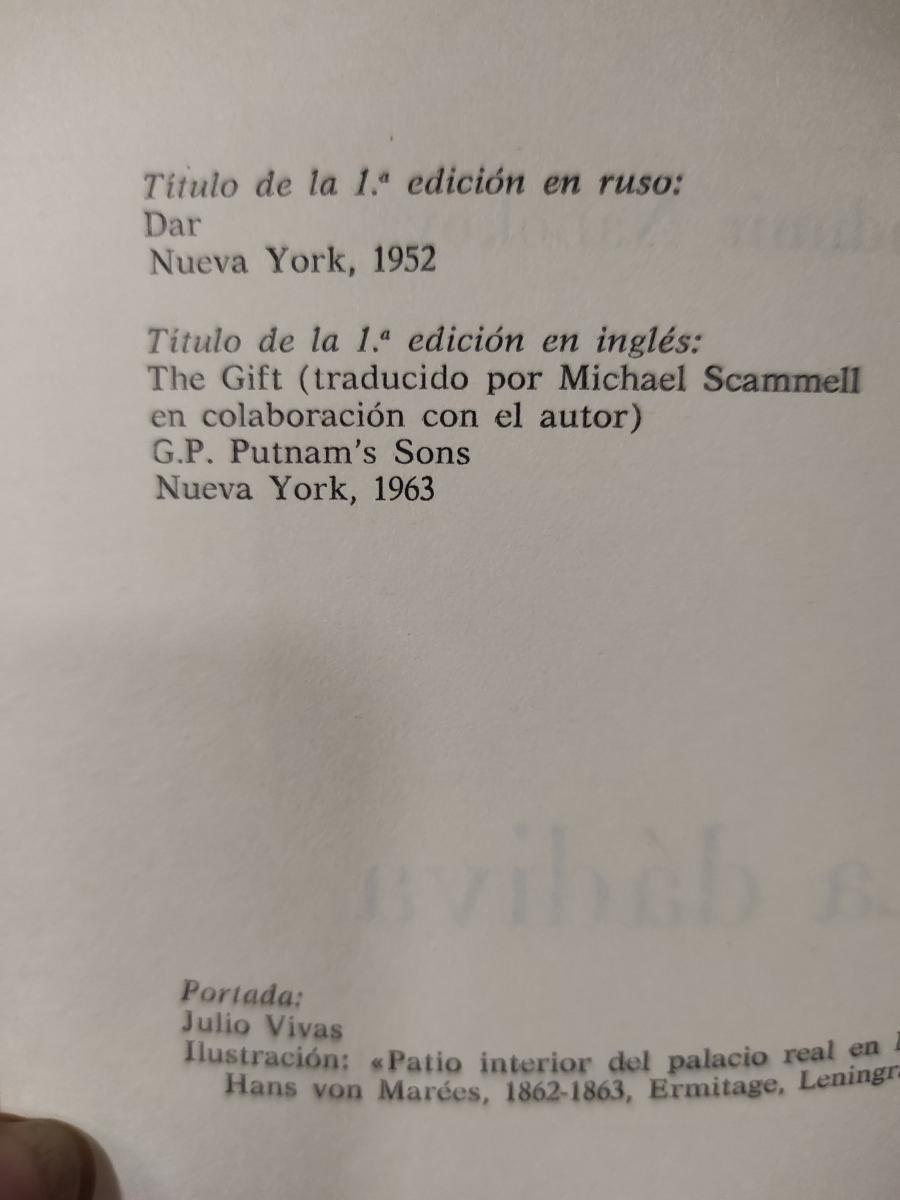 Título de la 1.ª edición en ruso:
Dar
Nueva York, 1952
Título de la 1.ª edición en inglés:
The Gift (traducido por Michael Scammell
en colaboración con el autor)
G.P. Putnam's Sons
Nueva York, 1963
dádiva
Portada:
Julio Vivas
Ilustración: «Patio interior del palacio real en
Hans von Marées, 1862-1863, Ermitage,